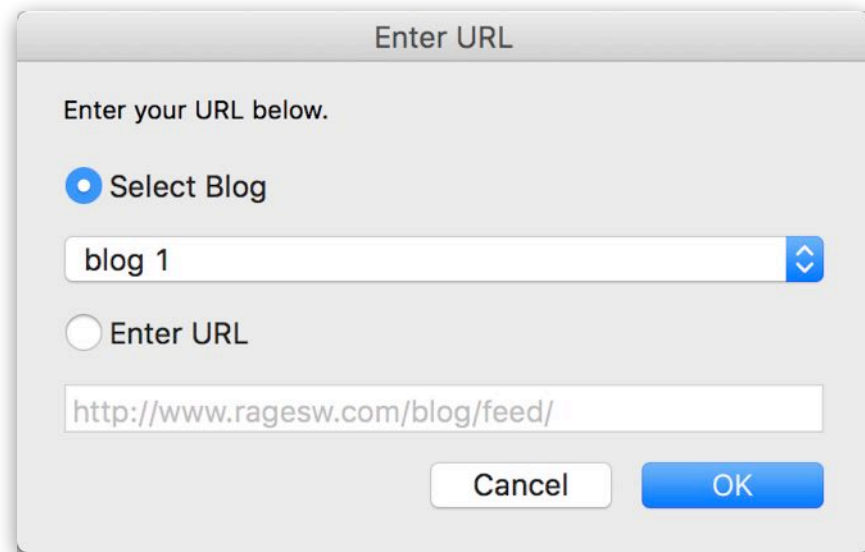 Enter URL
Enter your URL below.
Select Blog
blog 1
Enter URL
http://www.ragesw.com/blog/feed/
Cancel OK